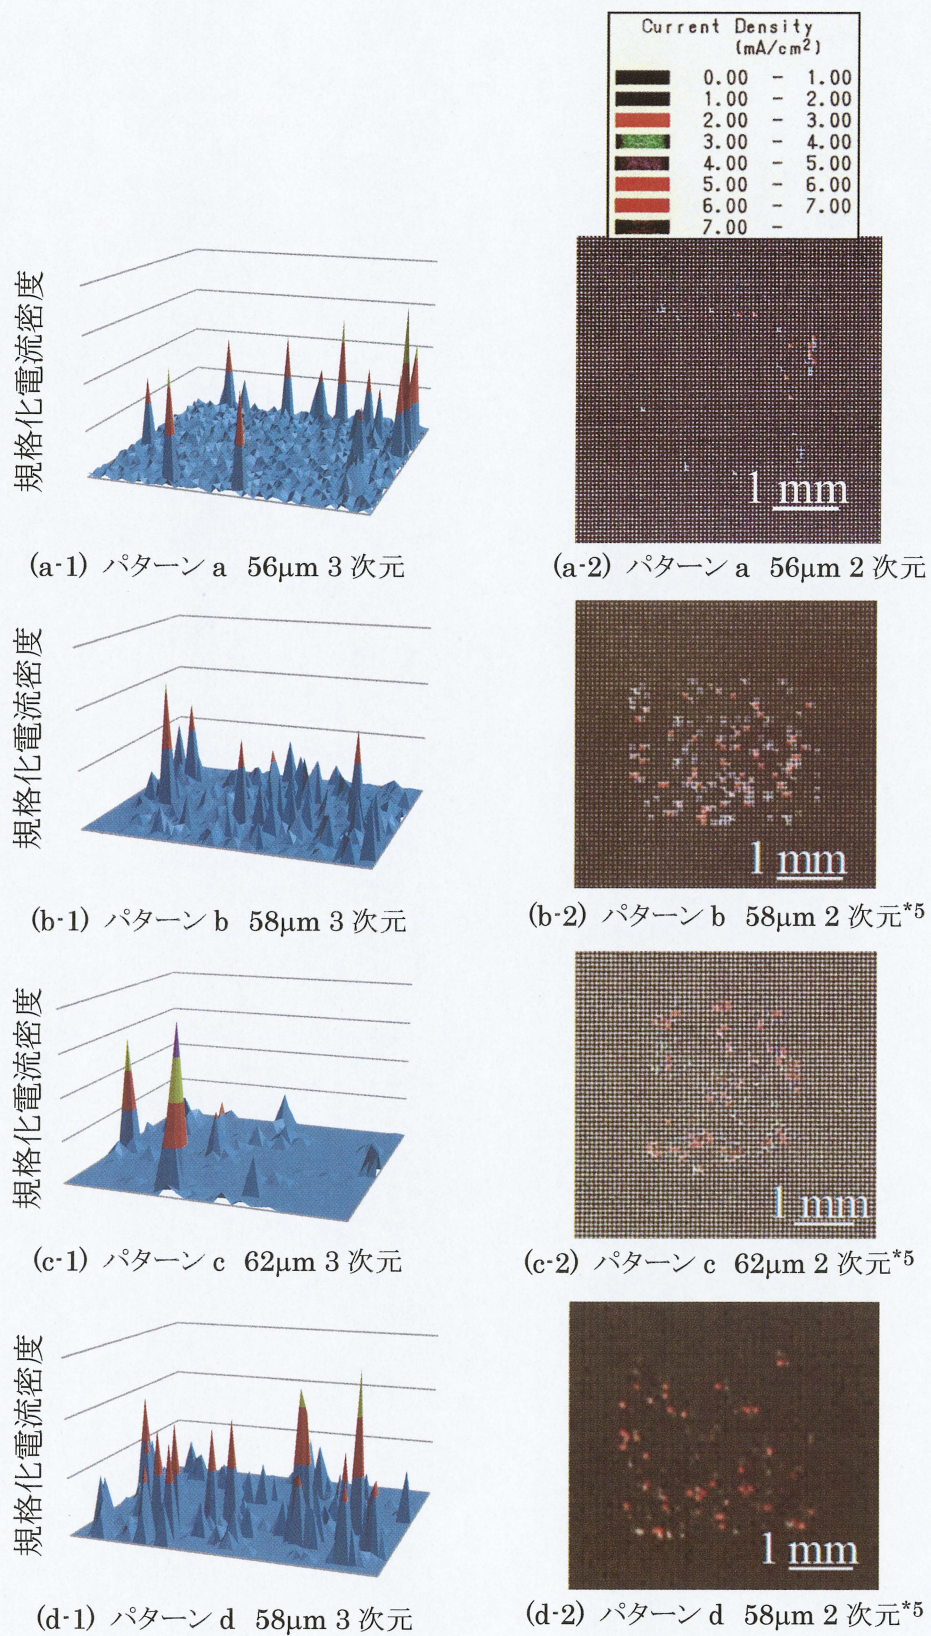 Current Density
(mA/cm²)
0.00 - 1.00
1.00 - 2.00
2.00 - 3.00
3.00 - 4.00
4.00 - 5.00
5.00 - 6.00
6.00 - 7.00
7.00 -
規格化電流密度
1 mm
(a-1) パターン a 56μm 3 次元
(a-2) パターン a 56μm 2 次元
規格化電流密度
1 mm
(b-1) パターン b 58μm 3 次元
(b-2) パターン b 58μm 2 次元*5
規格化電流密度
1 mm
(c-1) パターン c 62μm 3 次元
(c-2) パターン c 62μm 2 次元*5
規格化電流密度
1 mm
(d-1) パターン d 58μm 3 次元
(d-2) パターン d 58μm 2 次元*5